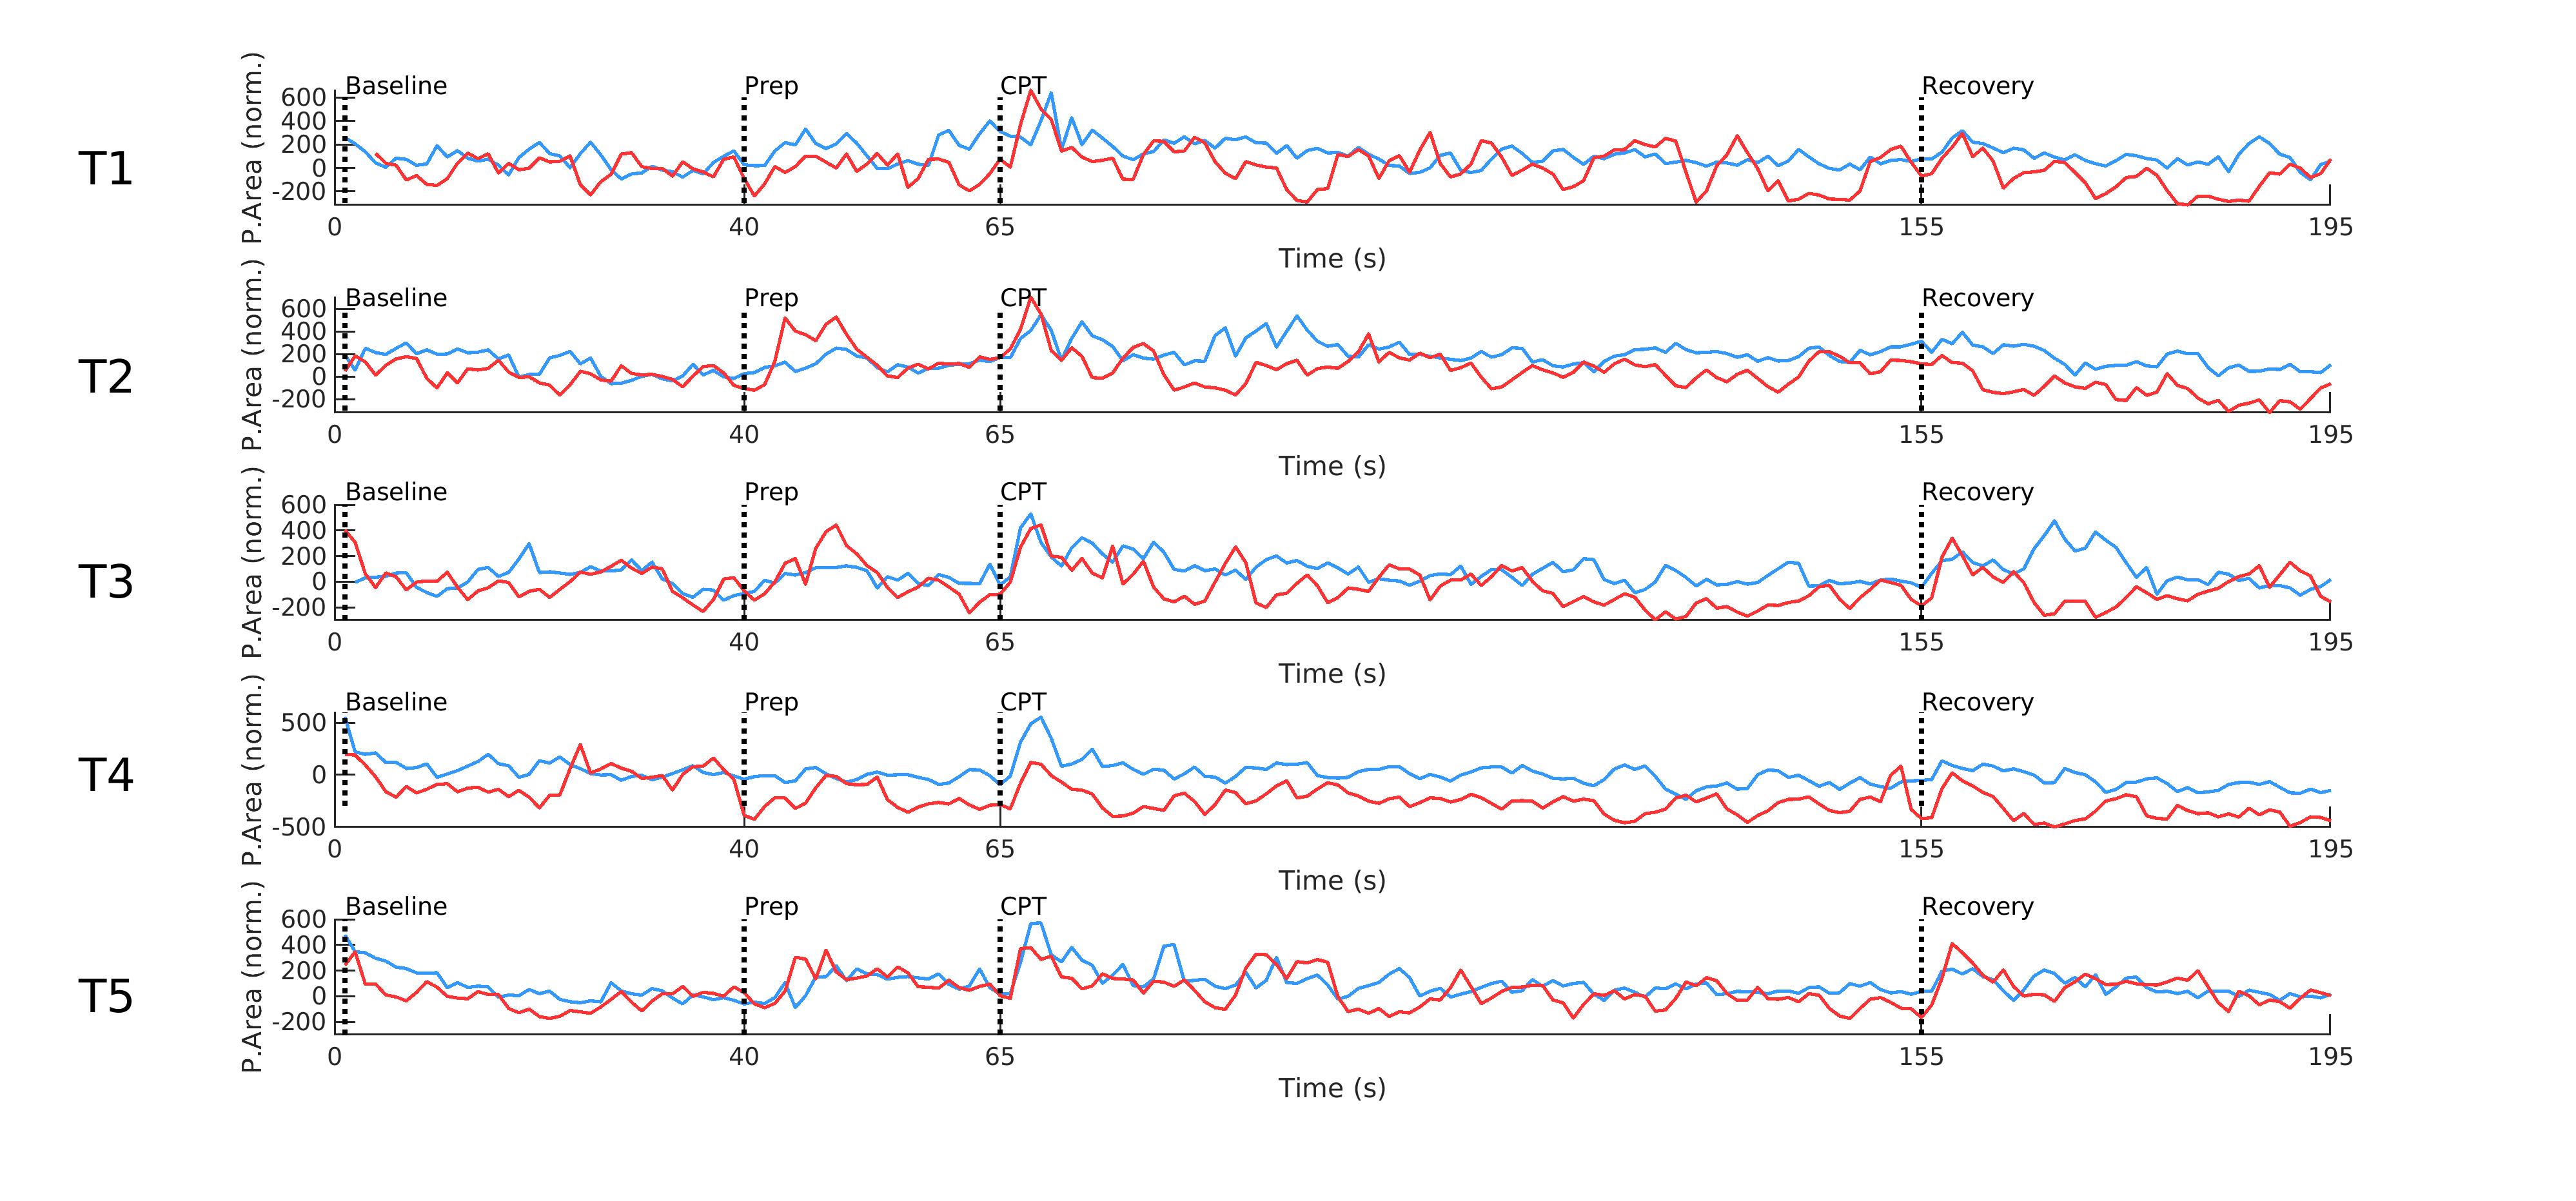 T1
P.Area (norm.)
Baseline Prep CPT Recovery
600
400
200
0
-200
0 40 65 155 195
Time (s)
T2
P.Area (norm.)
Baseline Prep CPT Recovery
600
400
200
0
-200
0 40 65 155 195
Time (s)
T3
P.Area (norm.)
Baseline Prep CPT Recovery
600
400
200
0
-200
0 40 65 155 195
Time (s)
T4
P.Area (norm.)
Baseline Prep CPT Recovery
500
0
-500
0 40 65 155 195
Time (s)
T5
P.Area (norm.)
Baseline Prep CPT Recovery
600
400
200
0
-200
0 40 65 155 195
Time (s)